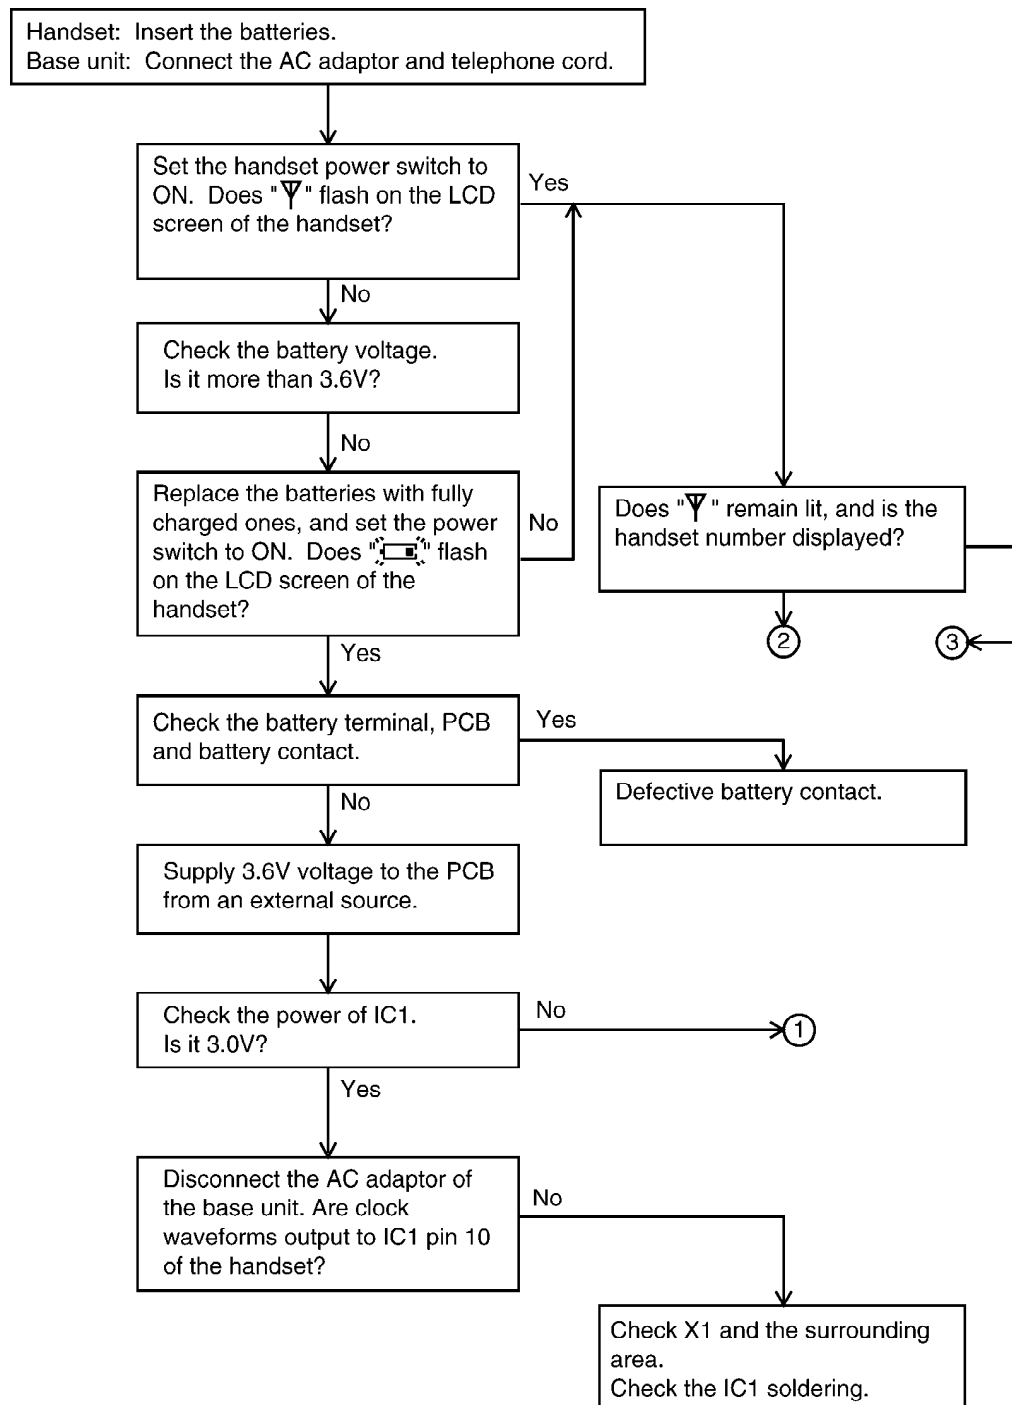 Handset: Insert the batteries.
Base unit: Connect the AC adaptor and telephone cord.
Set the handset power switch to
ON. Does " " flash on the LCD
screen of the handset?
Yes
No
Check the battery voltage.
Is it more than 3.6V?
No
Replace the batteries with fully
charged ones, and set the power
switch to ON. Does " " flash
on the LCD screen of the
handset?
No
Does " " remain lit, and is the
handset number displayed?
2
3
Yes
Check the battery terminal, PCB
and battery contact.
Yes
Defective battery contact.
No
Supply 3.6V voltage to the PCB
from an external source.
Check the power of IC1.
Is it 3.0V?
No
1
Yes
Disconnect the AC adaptor of
the base unit. Are clock
waveforms output to IC1 pin 10
of the handset?
No
Check X1 and the surrounding
area.
Check the IC1 soldering.